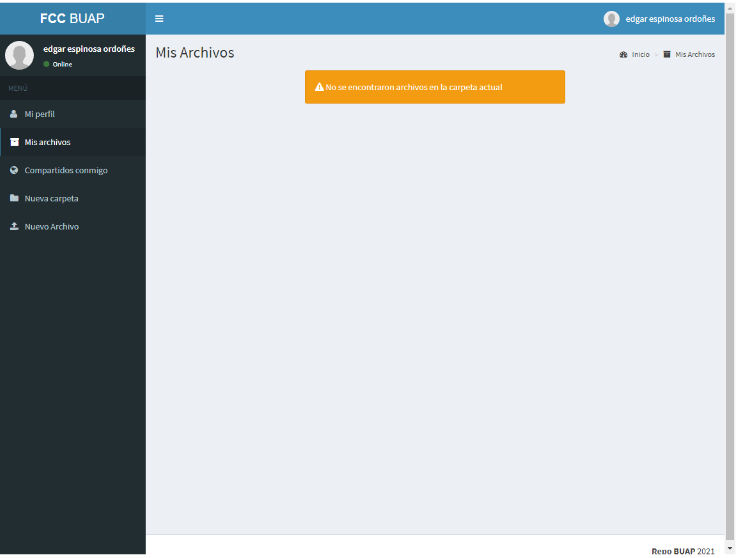 FCC BUAP
edgar espinosa ordoñes
edgar espinosa ordoñes
Online
Mis Archivos
Inicio > Mis Archivos
No se encontraron archivos en la carpeta actual
MENÚ
Mi perfil
Mis archivos
Compartidos conmigo
Nueva carpeta
Nuevo Archivo
Repo BUAP 2021